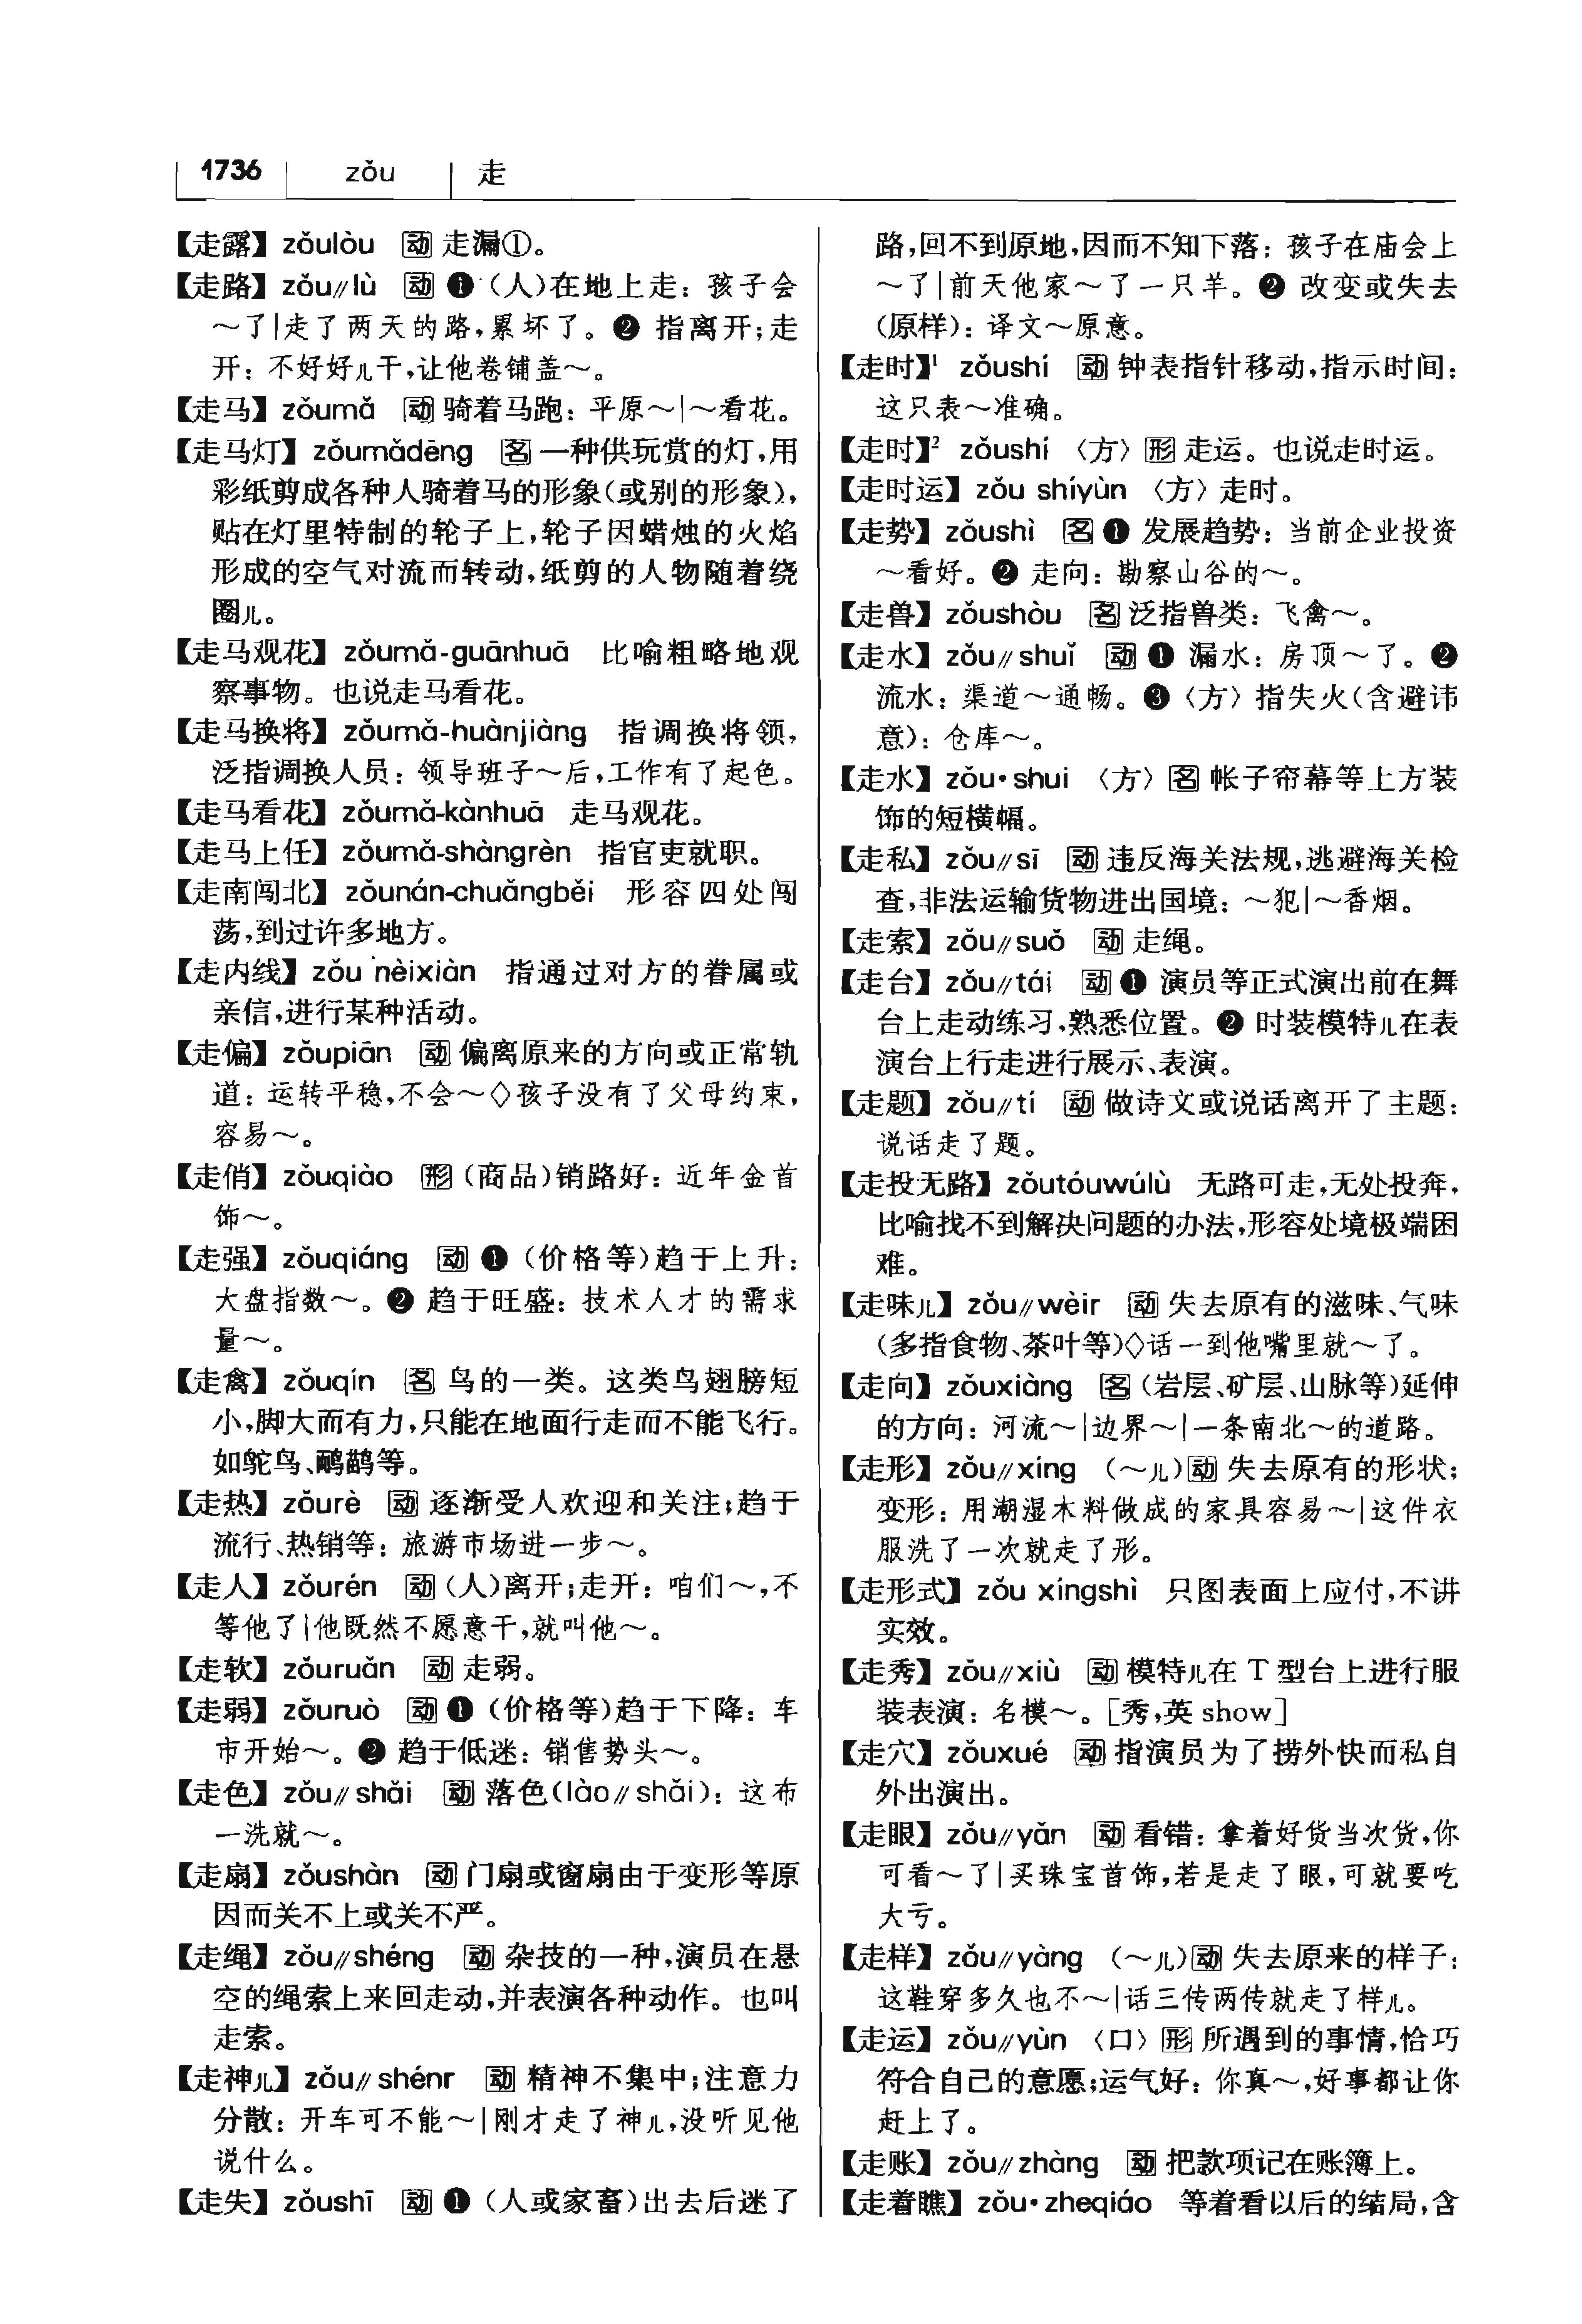 1736 zǒu 走
【走露】 zǒulòu 动 走漏①。
【走路】 zǒu//lù 动 ❶ (人)在地上走：孩子会
～了|走了两天的路,累坏了。❷ 指离开;走
开：不好好儿干,让他卷铺盖～。
【走马】 zǒumǎ 动 骑着马跑：平原～|～看花。
【走马灯】 zǒumǎdēng 名 一种供玩赏的灯,用
彩纸剪成各种人骑着马的形象(或别的形象),
贴在灯里特制的轮子上,轮子因蜡烛的火焰
形成的空气对流而转动,纸剪的人物随着绕
圈儿。
【走马观花】 zǒumǎ-guānhuā 比喻粗略地观
察事物。也说走马看花。
【走马换将】 zǒumǎ-huànjiàng 指调换将领,
泛指调换人员：领导班子～后,工作有了起色。
【走马看花】 zǒumǎ-kànhuā 走马观花。
【走马上任】 zǒumǎ-shàngrèn 指官吏就职。
【走南闯北】 zǒunán-chuǎngběi 形容四处闯
荡,到过许多地方。
【走内线】 zǒu nèixiàn 指通过对方的眷属或
亲信,进行某种活动。
【走偏】 zǒupiān 动 偏离原来的方向或正常轨
道：运转平稳,不会～◇孩子没有了父母约束,
容易～。
【走俏】 zǒuqiào 形 (商品)销路好：近年金首
饰～。
【走强】 zǒuqiáng 动 ❶ (价格等)趋于上升：
大盘指数～。❷ 趋于旺盛：技术人才的需求
量～。
【走禽】 zǒuqín 名 鸟的一类。这类鸟翅膀短
小,脚大而有力,只能在地面行走而不能飞行。
如鸵鸟、鸸鹋等。
【走热】 zǒurè 动 逐渐受人欢迎和关注;趋于
流行、热销等：旅游市场进一步～。
【走人】 zǒurén 动 (人)离开;走开：咱们～,不
等他了|他既然不愿意干,就叫他～。
【走软】 zǒuruǎn 动 走弱。
【走弱】 zǒuruò 动 ❶ (价格等)趋于下降：车
市开始～。❷ 趋于低迷：销售势头～。
【走色】 zǒu//shǎi 动 落色(lào//shǎi)：这布
一洗就～。
【走扇】 zǒushàn 动 门扇或窗扇由于变形等原
因而关不上或关不严。
【走绳】 zǒu//shéng 动 杂技的一种,演员在悬
空的绳索上来回走动,并表演各种动作。也叫
走索。
【走神儿】 zǒu//shénr 动 精神不集中;注意力
分散：开车可不能～|刚才走了神儿,没听见他
说什么。
【走失】 zǒushī 动 ❶ (人或家畜)出去后迷了
路,回不到原地,因而不知下落：孩子在庙会上
～了|前天他家～了一只羊。❷ 改变或失去
(原样)：译文～原意。
【走时】¹ zǒushí 动 钟表指针移动,指示时间：
这只表～准确。
【走时】² zǒushí 〈方〉形 走运。也说走时运。
【走时运】 zǒu shíyùn 〈方〉走时。
【走势】 zǒushì 名 ❶ 发展趋势：当前企业投资
～看好。❷ 走向：勘察山谷的～。
【走兽】 zǒushòu 名 泛指兽类：飞禽～。
【走水】 zǒu//shuǐ 动 ❶ 漏水：房顶～了。❷
流水：渠道～通畅。❸〈方〉指失火(含避讳
意)：仓库～。
【走水】 zǒu·shui 〈方〉名 帐子帘幕等上方装
饰的短横幅。
【走私】 zǒu//sī 动 违反海关法规,逃避海关检
查,非法运输货物进出国境：～犯|～香烟。
【走索】 zǒu//suǒ 动 走绳。
【走台】 zǒu//tái 动 ❶ 演员等正式演出前在舞
台上走动练习,熟悉位置。❷ 时装模特儿在表
演台上行走进行展示、表演。
【走题】 zǒu//tí 动 做诗文或说话离开了主题：
说话走了题。
【走投无路】 zǒutóuwúlù 无路可走,无处投奔,
比喻找不到解决问题的办法,形容处境极端困
难。
【走味儿】 zǒu//wèir 动 失去原有的滋味、气味
(多指食物、茶叶等)◇话一到他嘴里就～了。
【走向】 zǒuxiàng 名 (岩层、矿层、山脉等)延伸
的方向：河流～|边界～|一条南北～的道路。
【走形】 zǒu//xíng (～儿)动 失去原有的形状;
变形：用潮湿木料做成的家具容易～|这件衣
服洗了一次就走了形。
【走形式】 zǒu xíngshì 只图表面上应付,不讲
实效。
【走秀】 zǒu//xiù 动 模特儿在 T 型台上进行服
装表演：名模～。[秀,英 show]
【走穴】 zǒuxué 动 指演员为了捞外快而私自
外出演出。
【走眼】 zǒu//yǎn 动 看错：拿着好货当次货,你
可看～了|买珠宝首饰,若是走了眼,可就要吃
大亏。
【走样】 zǒu//yàng (～儿)动 失去原来的样子：
这鞋穿多久也不～|话三传两传就走了样儿。
【走运】 zǒu//yùn 〈口〉形 所遇到的事情,恰巧
符合自己的意愿;运气好：你真～,好事都让你
赶上了。
【走账】 zǒu//zhàng 动 把款项记在账簿上。
【走着瞧】 zǒu·zheqiáo 等着看以后的结局,含